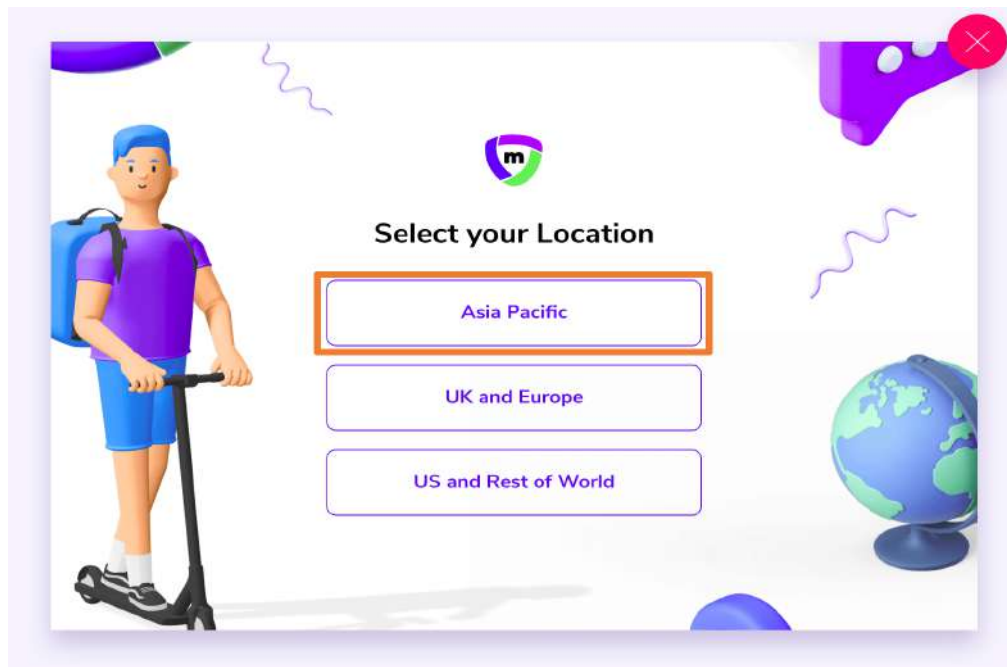 m
Select your Location
Asia Pacific
UK and Europe
US and Rest of World